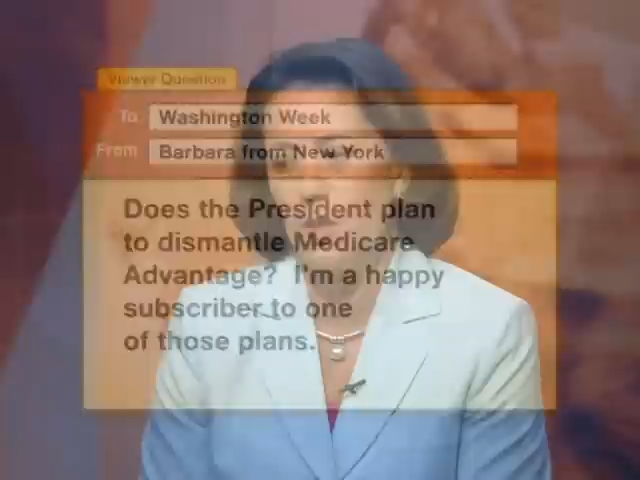 Viewer Question
To Washington Week
From Barbara from New York
Does the President plan
to dismantle Medicare
Advantage? I'm a happy
subscriber to one
of those plans.